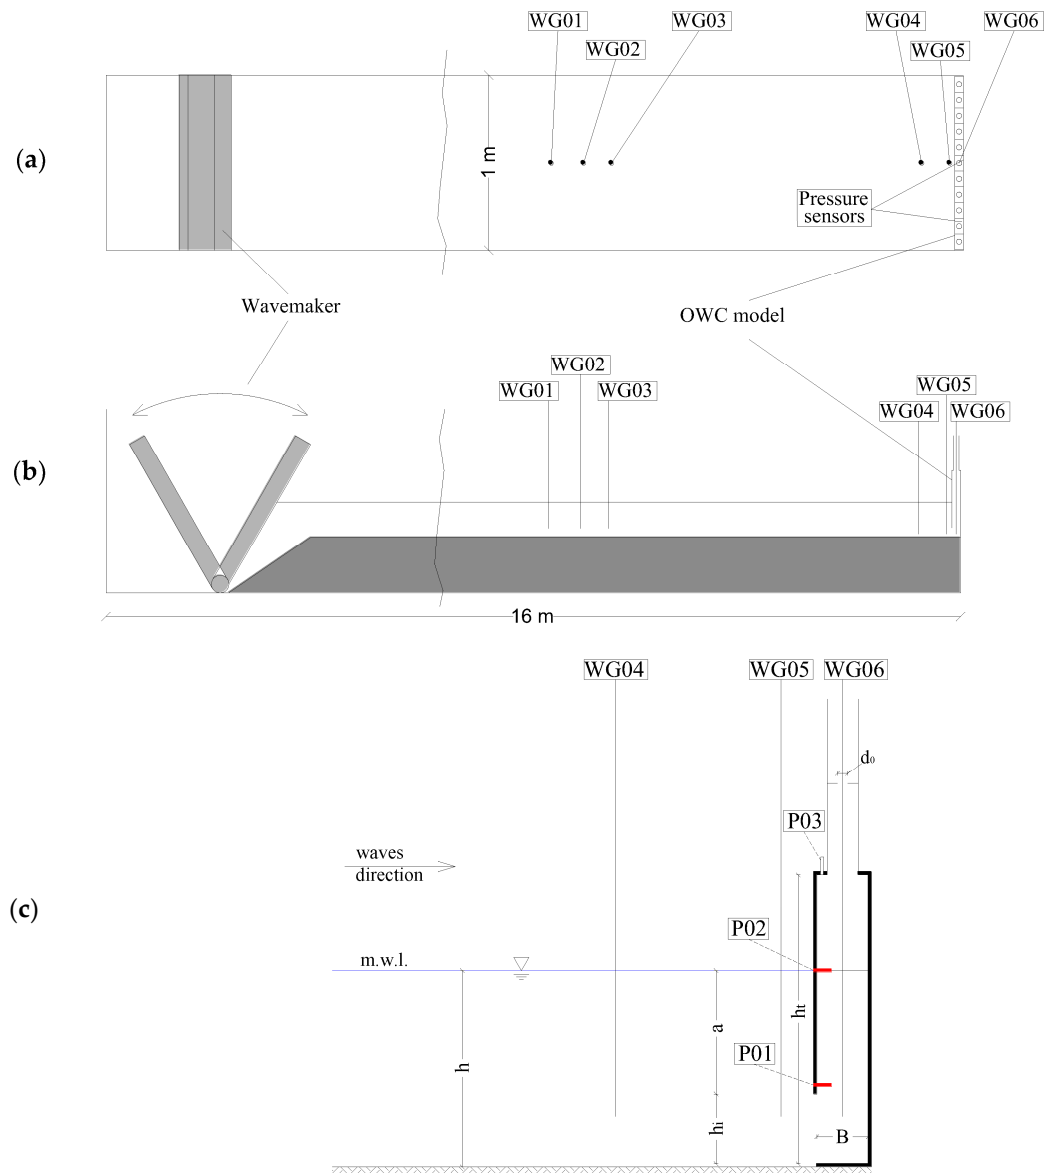 WG01
WG03
WG04
WG06
WG02
WG05
(a)
1 m
Pressure
sensors
Wavemaker
OWC model
WG02
WG01
WG03
WG05
WG04
WG06
(b)
16 m
WG04
WG05
WG06
d0
P03
waves
direction
(c)
P02
m.w.l.
ht
a
P01
h
hi
B